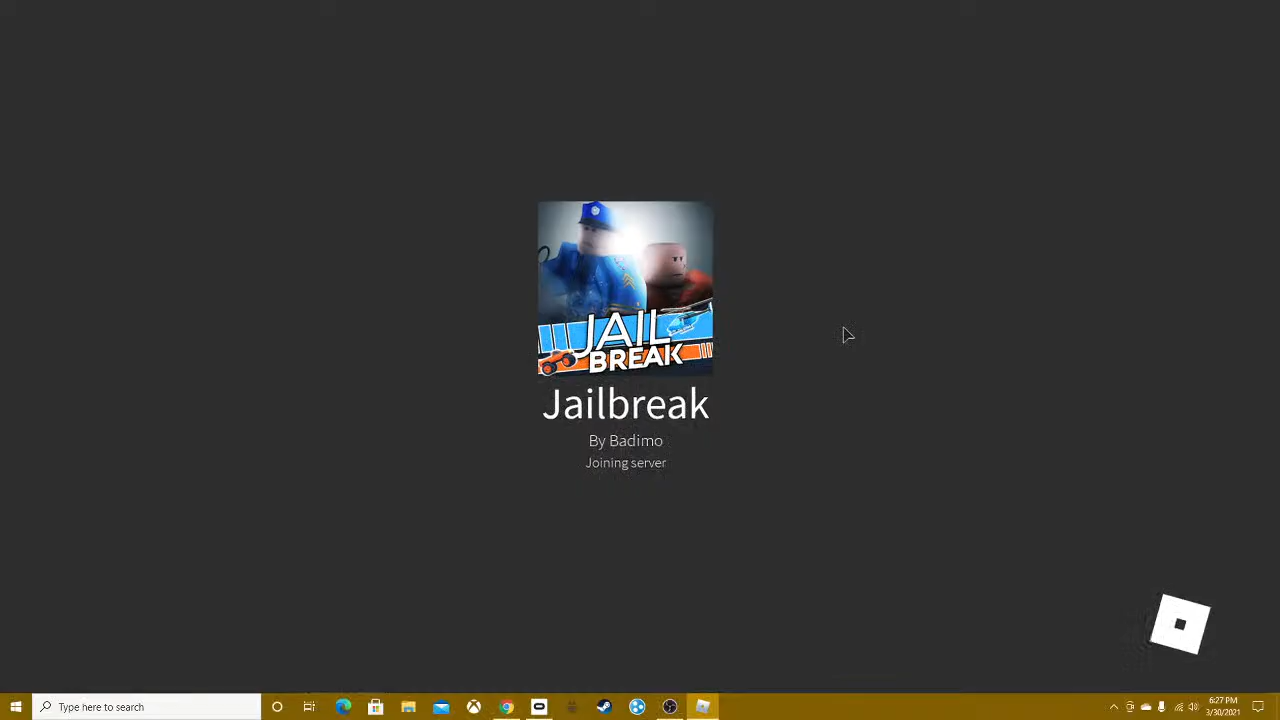 JAIL
BREAK
Jailbreak
By Badimo
Joining server
Type here to search
6:27 PM
3/30/2021